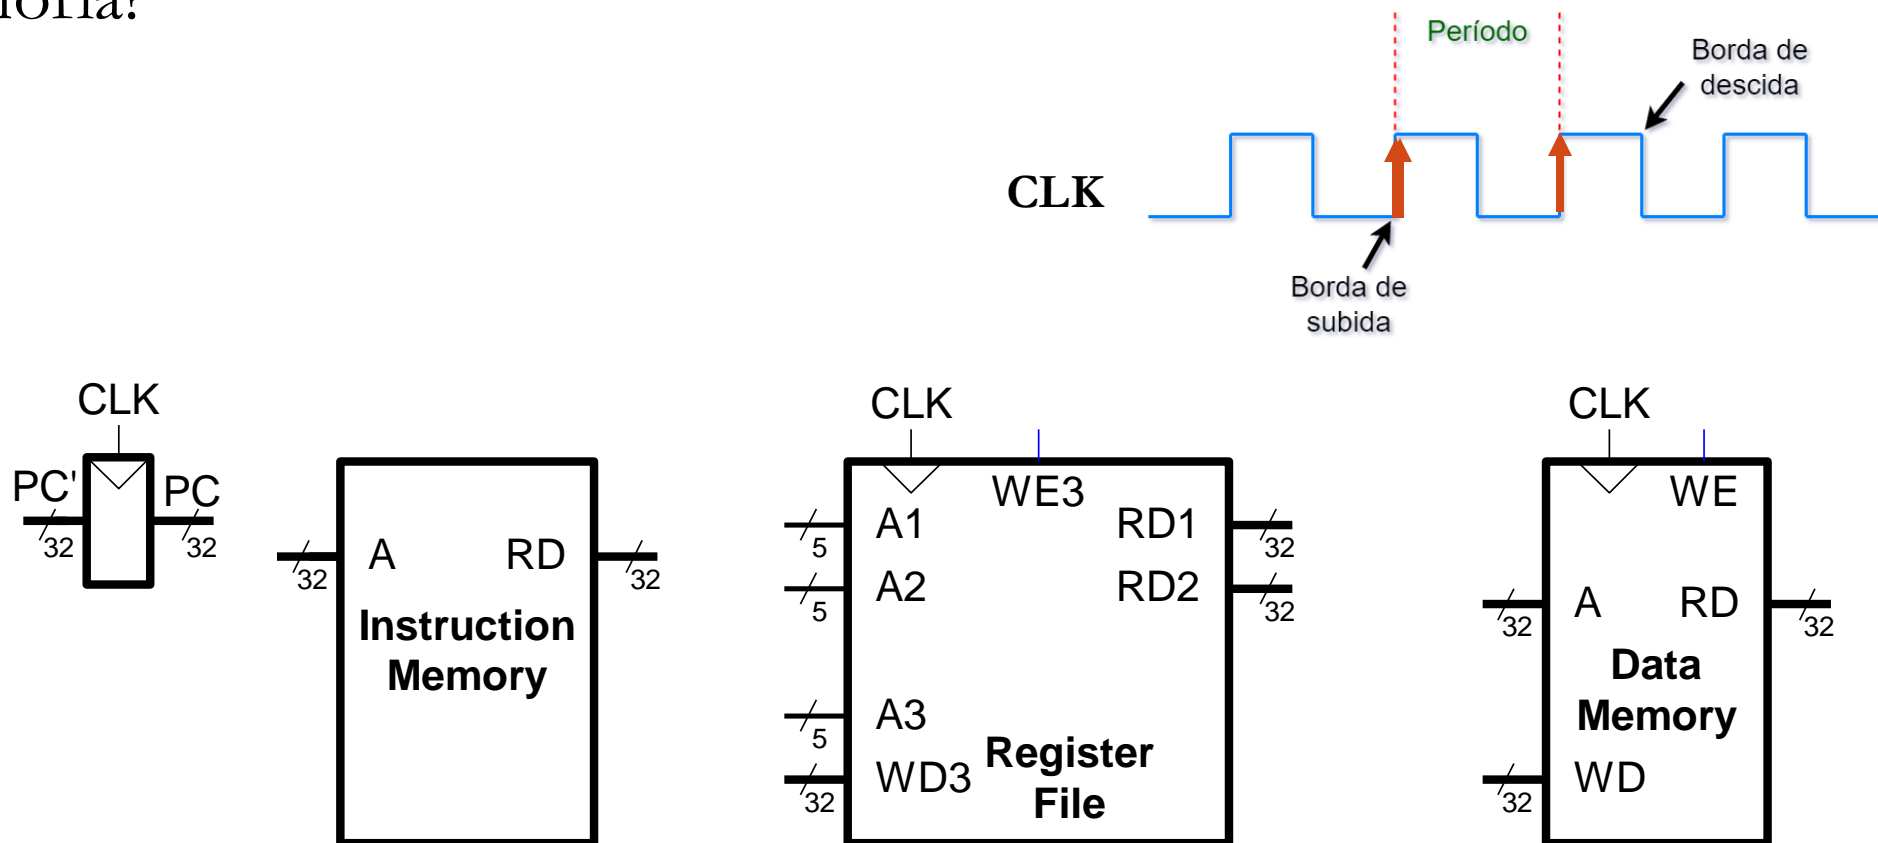 Período
Borda de
descida
CLK
Borda de
subida
CLK
PC'
PC
32
32
A
RD
32
32
Instruction
Memory
CLK
WE3
A1
RD1
5
32
A2
RD2
5
32
A3
5
WD3
32
Register
File
CLK
WE
A
RD
32
32
Data
Memory
WD
32